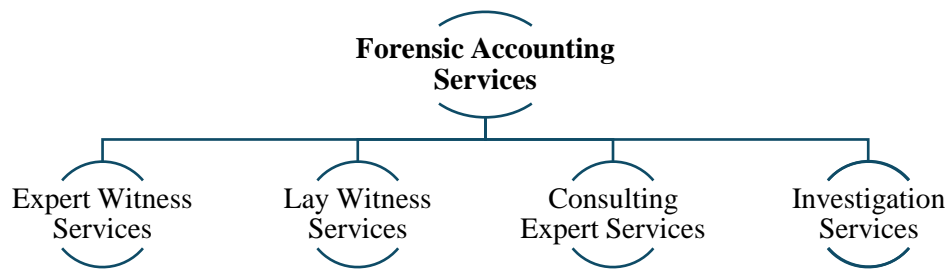 Forensic Accounting
Services
Expert Witness
Services
Lay Witness
Services
Consulting
Expert Services
Investigation
Services